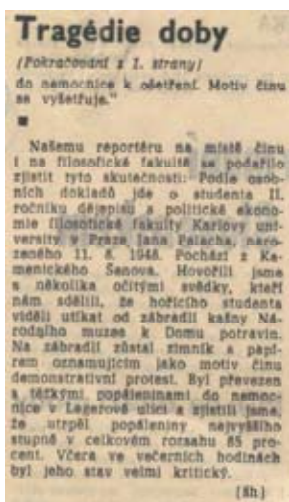 Tragédie doby
(Pokračování z 1. strany)
do nemocnice k ošetření. Motiv činu
se vyšetřuje."
■
Našemu reportéru na místě činu
i na filosofické fakultě se podařilo
zjistit tyto skutečnosti: Podle osob-
ních dokladů jde o studenta II.
ročníku dějepisu a politické ekono-
mie filosofické fakulty Karlovy uni-
versity v Praze Jana Palacha, naro-
zeného 11. 8. 1948. Pochází z Ka-
menického Šenova. Hovořili jsme
s několika očitými svědky, kteří
nám sdělili, že hořícího studenta
viděli utíkat od zábradlí kašny Ná-
rodního muzea k Domu potravin.
Na zábradlí zůstal zimník a papí-
rem oznamujícím jako motiv činu
demonstrativní protest. Byl převezen
s těžkými popáleninami do nemoc-
nice v Legerově ulici a zjistili jsme,
že utrpěl popáleniny nejvyššího
stupně v celkovém rozsahu 85 pro-
cent. Včera ve večerních hodinách
byl jeho stav velmi kritický.
(šh)